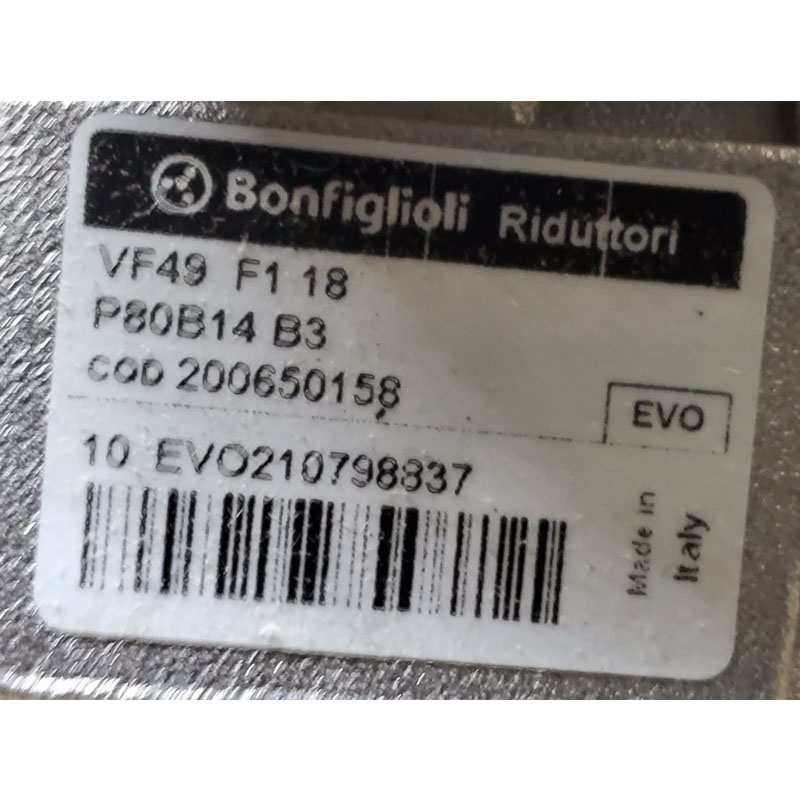 Bonfiglioli Riduttori
VF49 F1 18
P80B14 B3
COD 200650158
EVO
10 EVO210798837
Made in
Italy